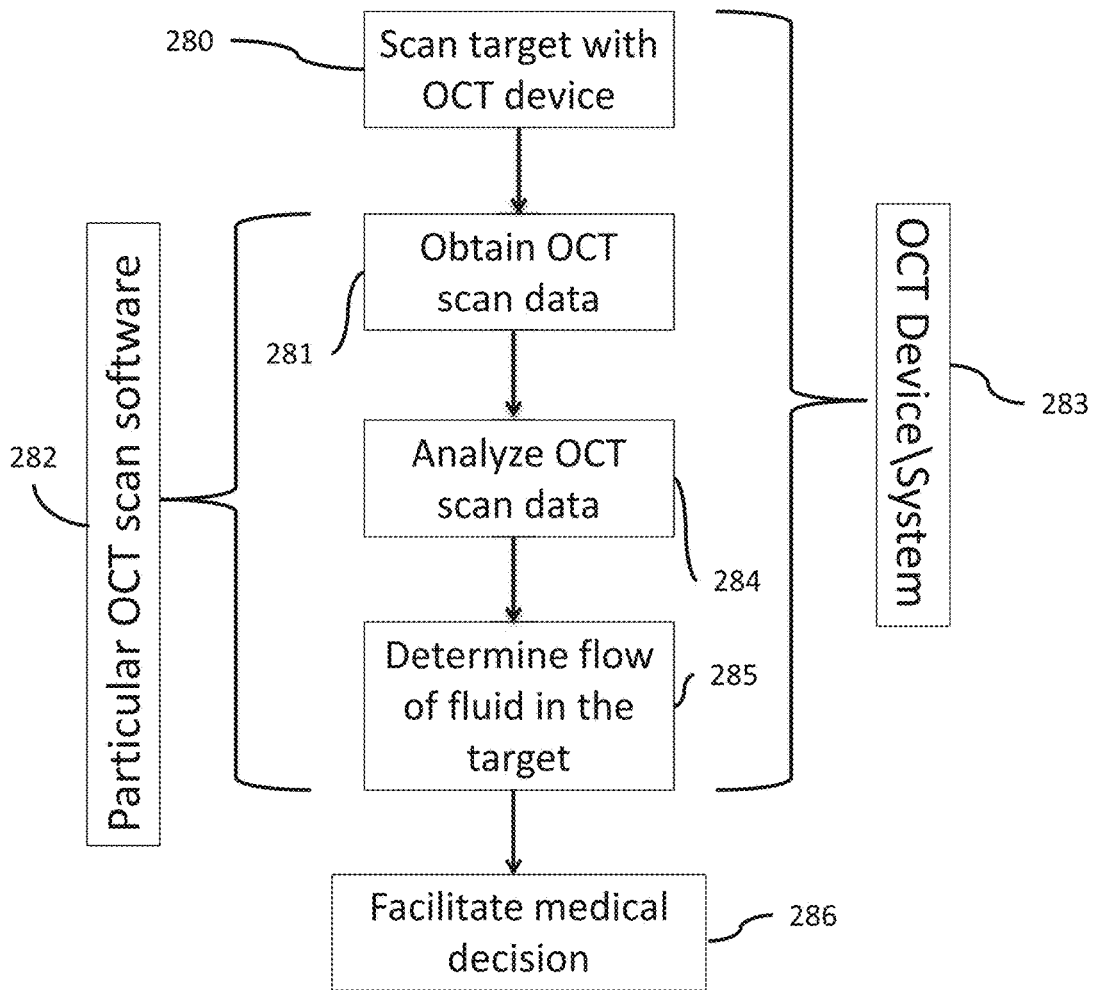 280
Scan target with
OCT device
Obtain OCT
scan data
281
Particular OCT scan software
282
OCT Device\System
283
Analyze OCT
scan data
284
Determine flow
of fluid in the
target
285
Facilitate medical
decision
286